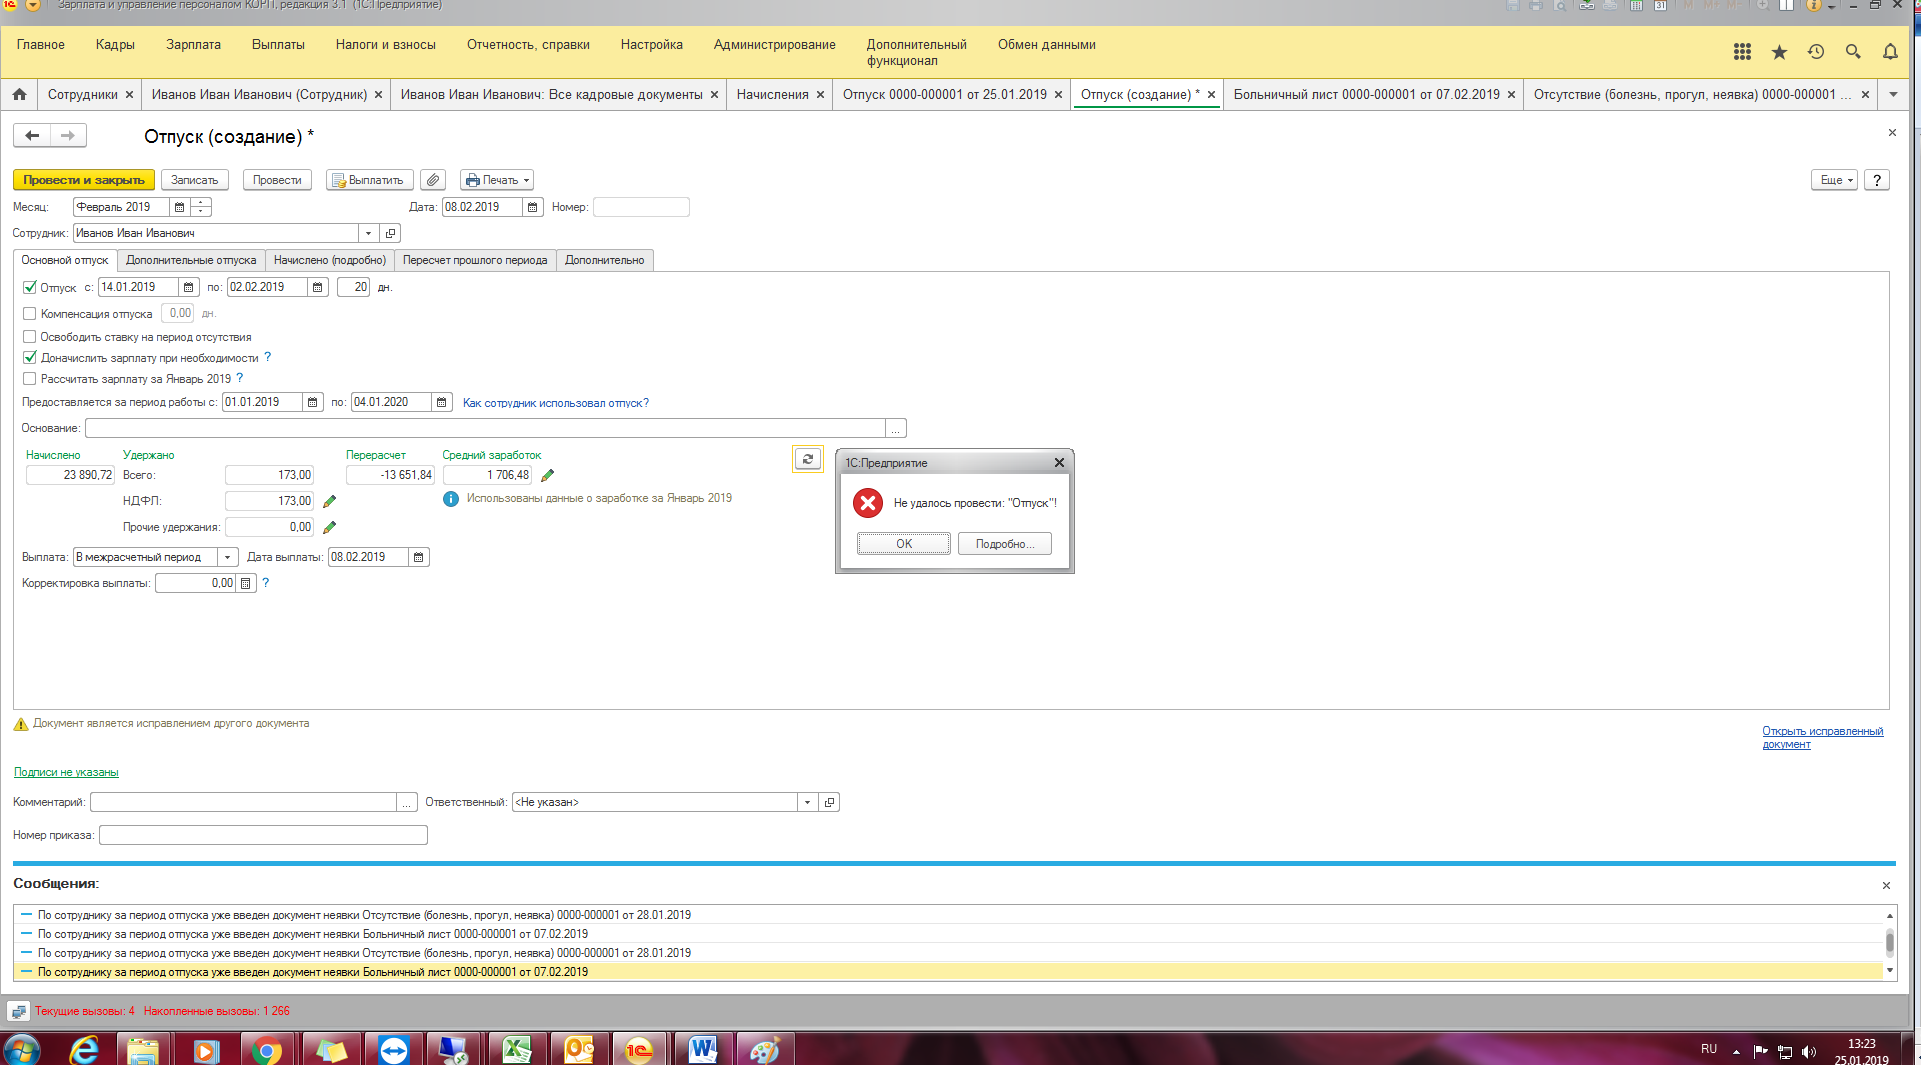 Зарплата и управление персоналом КОРП, редакция 3.1 (1С:Предприятие)
Главное Кадры Зарплата Выплаты Налоги и взносы Отчетность, справки Настройка Администрирование Дополнительный функционал Обмен данными
Сотрудники × Иванов Иван Иванович (Сотрудник) × Иванов Иван Иванович: Все кадровые документы × Начисления × Отпуск 0000-000001 от 25.01.2019 × Отпуск (создание) * × Больничный лист 0000-000001 от 07.02.2019 × Отсутствие (болезнь, прогул, неявка) 0000-000001 ... ×
Отпуск (создание) *
Провести и закрыть Записать Провести Выплатить Печать Еще ?
Месяц: Февраль 2019 Дата: 08.02.2019 Номер:
Сотрудник: Иванов Иван Иванович
Основной отпуск Дополнительные отпуска Начислено (подробно) Пересчет прошлого периода Дополнительно
Отпуск с: 14.01.2019 по: 02.02.2019 20 дн.
Компенсация отпуска 0,00 дн.
Освободить ставку на период отсутствия
Доначислить зарплату при необходимости ?
Рассчитать зарплату за Январь 2019 ?
Предоставляется за период работы с: 01.01.2019 по: 04.01.2020 Как сотрудник использовал отпуск?
Основание: ...
Начислено Удержано Перерасчет Средний заработок
23 890,72 Всего: 173,00 -13 651,84 1 706,48
НДФЛ: 173,00 Использованы данные о заработке за Январь 2019
Прочие удержания: 0,00
Выплата: В межрасчетный период Дата выплаты: 08.02.2019
Корректировка выплаты: 0,00 ?
1С:Предприятие
Не удалось провести: "Отпуск"!
OK Подробно...
Документ является исправлением другого документа
Открыть исправленный
документ
Подписи не указаны
Комментарий: ... Ответственный: <Не указан>
Номер приказа:
Сообщения:
По сотруднику за период отпуска уже введен документ неявки Отсутствие (болезнь, прогул, неявка) 0000-000001 от 28.01.2019
По сотруднику за период отпуска уже введен документ неявки Больничный лист 0000-000001 от 07.02.2019
По сотруднику за период отпуска уже введен документ неявки Отсутствие (болезнь, прогул, неявка) 0000-000001 от 28.01.2019
По сотруднику за период отпуска уже введен документ неявки Больничный лист 0000-000001 от 07.02.2019
Текущие вызовы: 4 Накопленные вызовы: 1 266
RU 13:23
25.01.2019